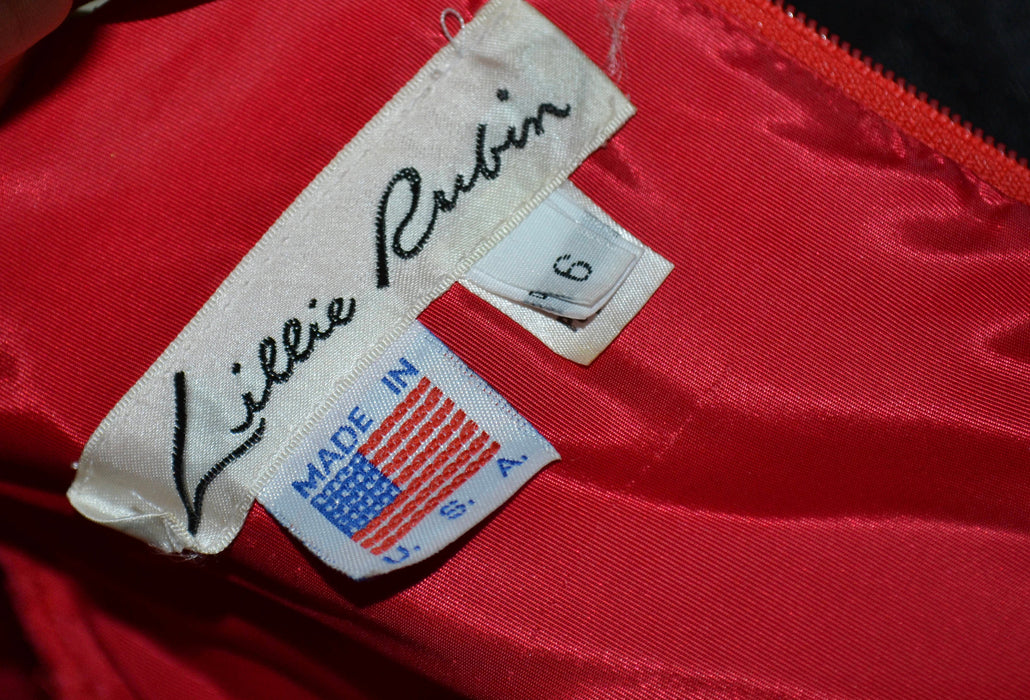 Lillie Rubin
6
MADE IN
U. S. A.